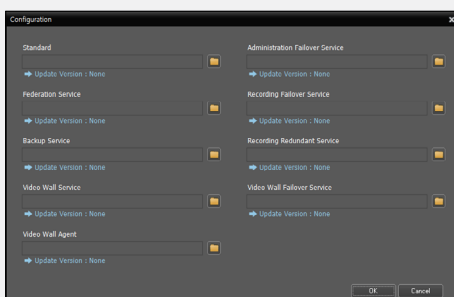 Configuration
Standard
Administration Failover Service
➡ Update Version : None
➡ Update Version : None
Federation Service
Recording Failover Service
➡ Update Version : None
➡ Update Version : None
Backup Service
Recording Redundant Service
➡ Update Version : None
➡ Update Version : None
Video Wall Service
Video Wall Failover Service
➡ Update Version : None
➡ Update Version : None
Video Wall Agent
➡ Update Version : None
OK
Cancel